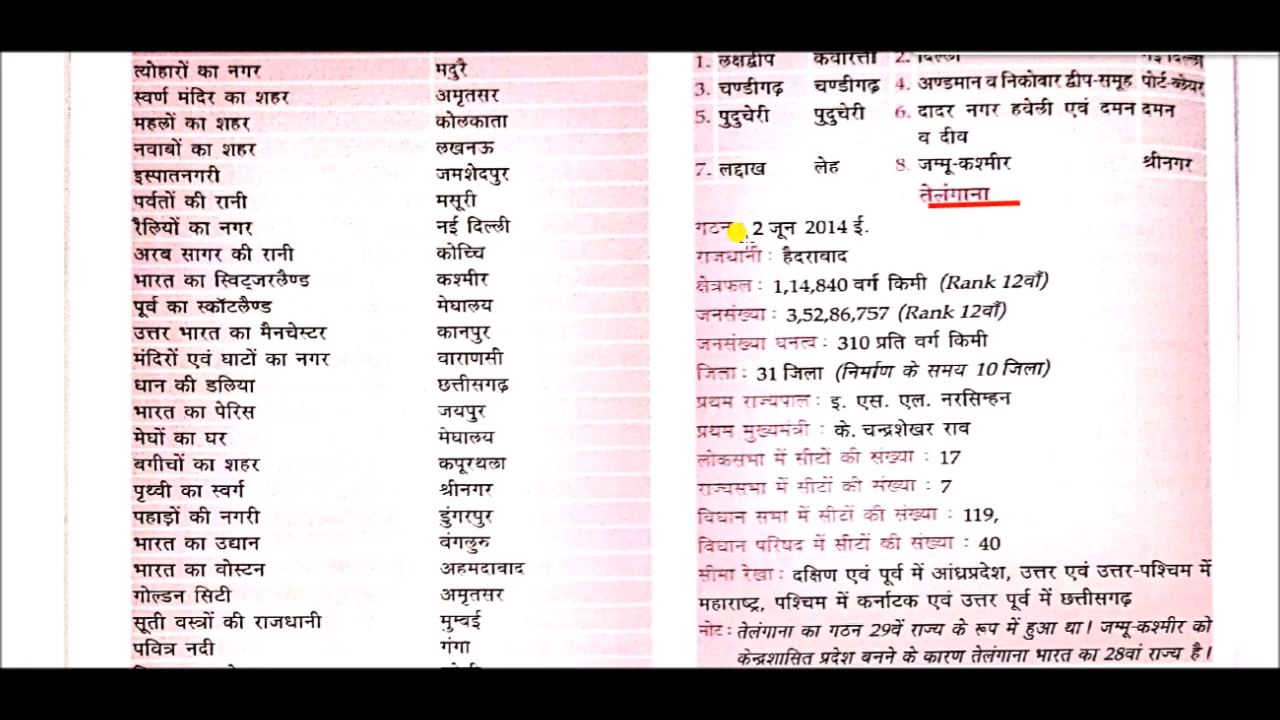 त्योहारों का नगर मदुरै
स्वर्ण मंदिर का शहर अमृतसर
महलों का शहर कोलकाता
नवाबों का शहर लखनऊ
इस्पातनगरी जमशेदपुर
पर्वतों की रानी मसूरी
रैलियों का नगर नई दिल्ली
अरब सागर की रानी कोच्चि
भारत का स्विट्जरलैण्ड कश्मीर
पूर्व का स्कॉटलैण्ड मेघालय
उत्तर भारत का मैनचेस्टर कानपुर
मंदिरों एवं घाटों का नगर वाराणसी
धान की डलिया छत्तीसगढ़
भारत का पेरिस जयपुर
मेघों का घर मेघालय
बगीचों का शहर कपूरथला
पृथ्वी का स्वर्ग श्रीनगर
पहाड़ों की नगरी डुंगरपुर
भारत का उद्यान बंगलुरु
भारत का वोस्टन अहमदाबाद
गोल्डन सिटी अमृतसर
सूती वस्त्रों की राजधानी मुम्बई
पवित्र नदी गंगा
1. लक्षद्वीप कवारत्ती 2. दिल्ली नई दिल्ली
3. चण्डीगढ़ चण्डीगढ़ 4. अण्डमान व निकोबार द्वीप-समूह पोर्ट-ब्लेयर
5. पुदुचेरी पुदुचेरी 6. दादर नगर हवेली एवं दमन दमन
व दीव
7. लद्दाख लेह 8. जम्मू-कश्मीर श्रीनगर
तेलंगाना
गठन 2 जून 2014 ई.
राजधानी : हैदराबाद
क्षेत्रफल : 1,14,840 वर्ग किमी (Rank 12वाँ)
जनसंख्या : 3,52,86,757 (Rank 12वाँ)
जनसंख्या घनत्व : 310 प्रति वर्ग किमी
जिला : 31 जिला (निर्माण के समय 10 जिला)
प्रथम राज्यपाल : इ. एस. एल. नरसिम्हन
प्रथम मुख्यमंत्री : के. चन्द्रशेखर राव
लोकसभा में सीटों की संख्या : 17
राज्यसभा में सीटों की संख्या : 7
विधान सभा में सीटों की संख्या : 119,
विधान परिषद में सीटों की संख्या : 40
सीमा रेखा : दक्षिण एवं पूर्व में आंध्रप्रदेश, उत्तर एवं उत्तर-पश्चिम में
महाराष्ट्र, पश्चिम में कर्नाटक एवं उत्तर पूर्व में छत्तीसगढ़
नोट : तेलंगाना का गठन 29वें राज्य के रूप में हुआ था। जम्मू-कश्मीर को
केन्द्रशासित प्रदेश बनने के कारण तेलंगाना भारत का 28वां राज्य है।